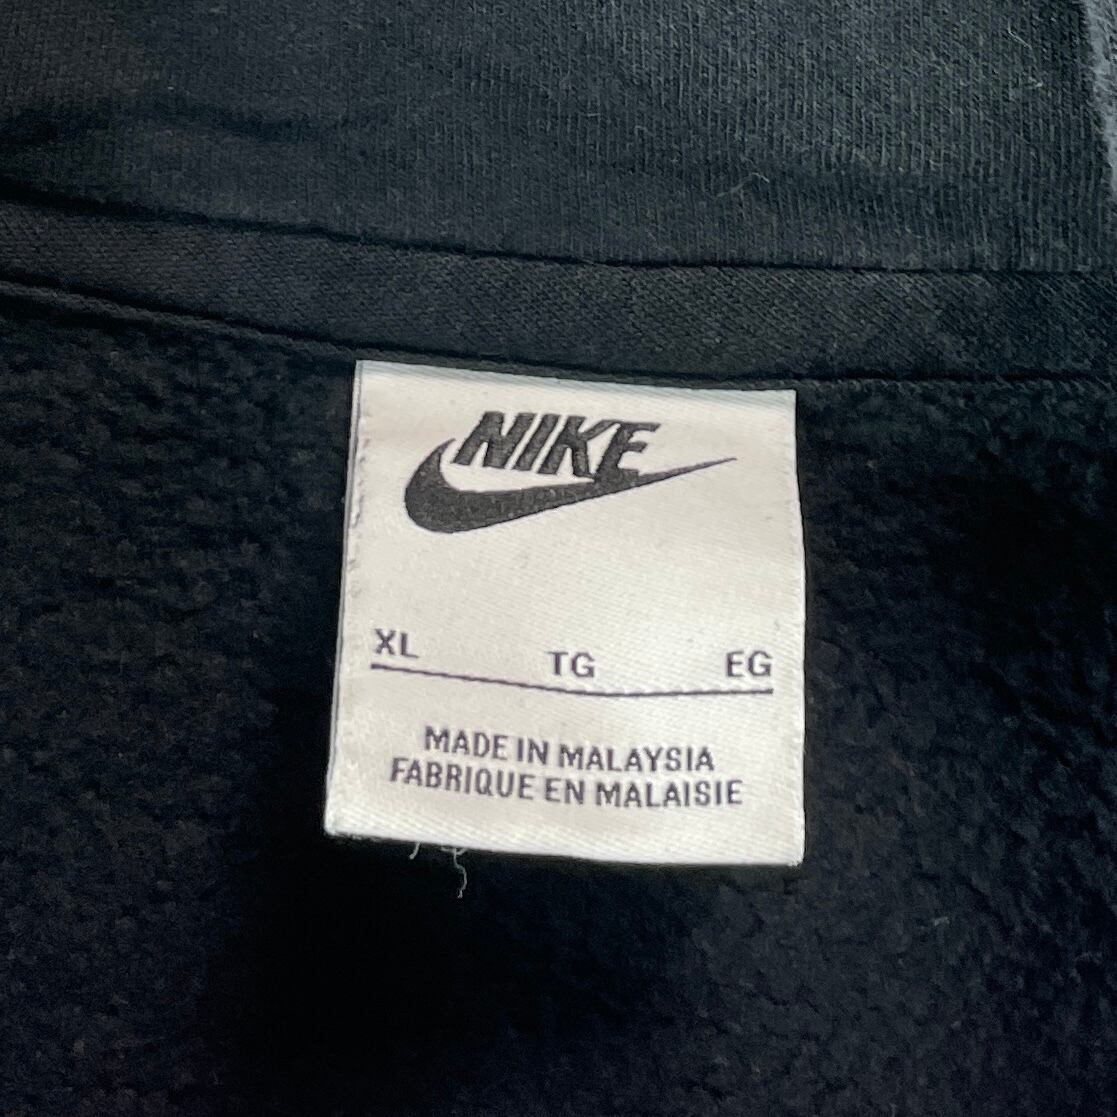 NIKE
XL TG EG
MADE IN MALAYSIA
FABRIQUE EN MALAISIE